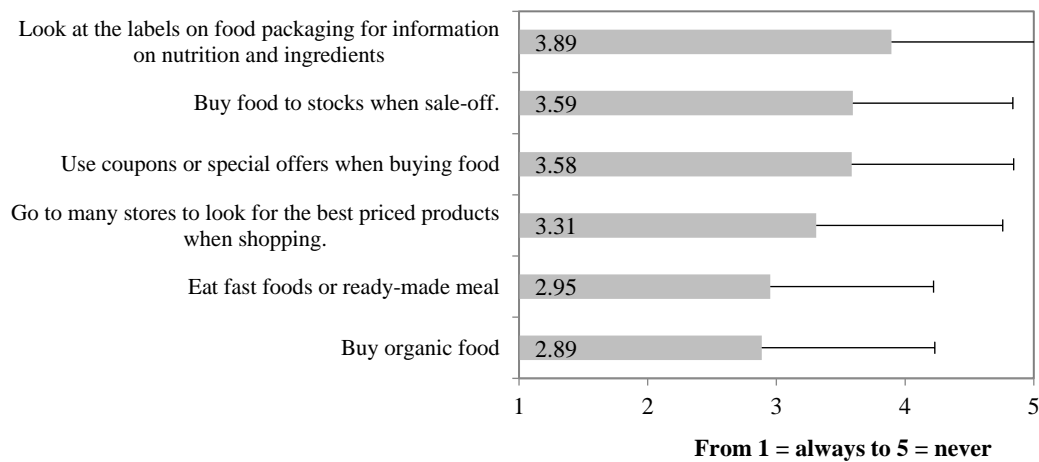 Look at the labels on food packaging for information
on nutrition and ingredients
3.89
Buy food to stocks when sale-off.
3.59
Use coupons or special offers when buying food
3.58
Go to many stores to look for the best priced products
when shopping.
3.31
Eat fast foods or ready-made meal
2.95
Buy organic food
2.89
1 2 3 4 5
From 1 = always to 5 = never